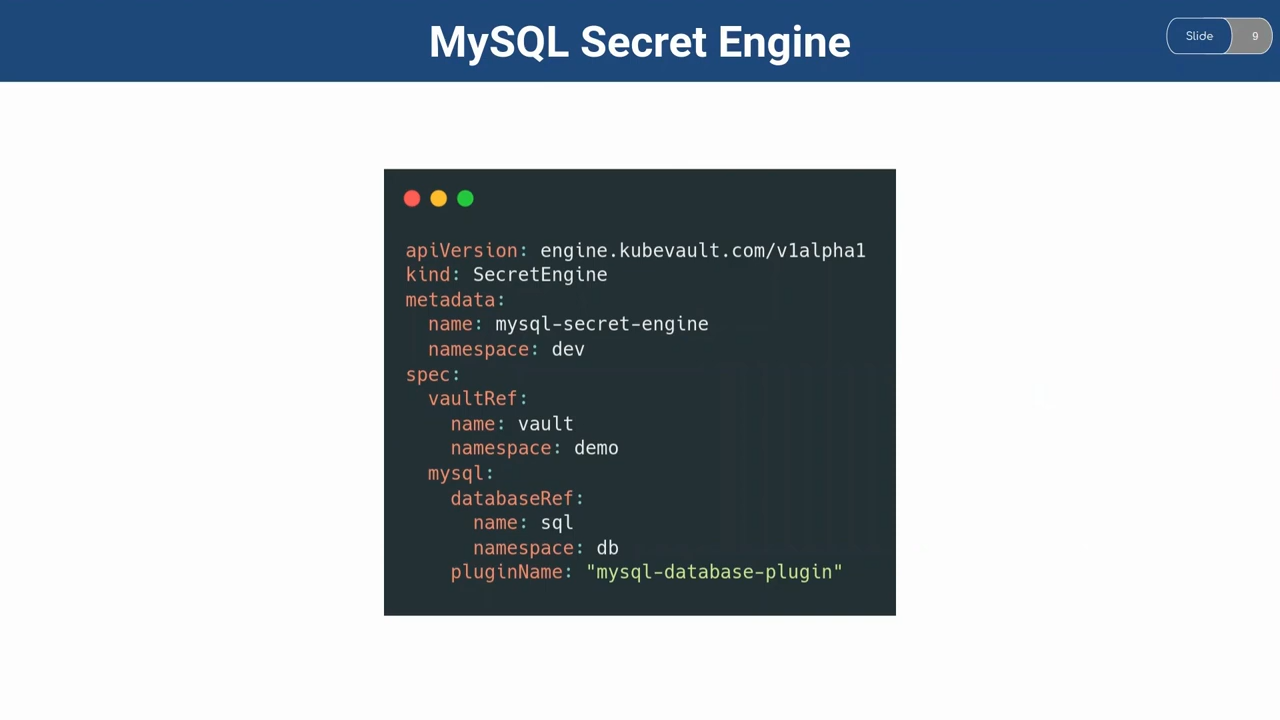 MySQL Secret Engine
Slide 9
apiVersion: engine.kubevault.com/v1alpha1
kind: SecretEngine
metadata:
  name: mysql-secret-engine
  namespace: dev
spec:
  vaultRef:
    name: vault
    namespace: demo
  mysql:
    databaseRef:
      name: sql
      namespace: db
    pluginName: "mysql-database-plugin"